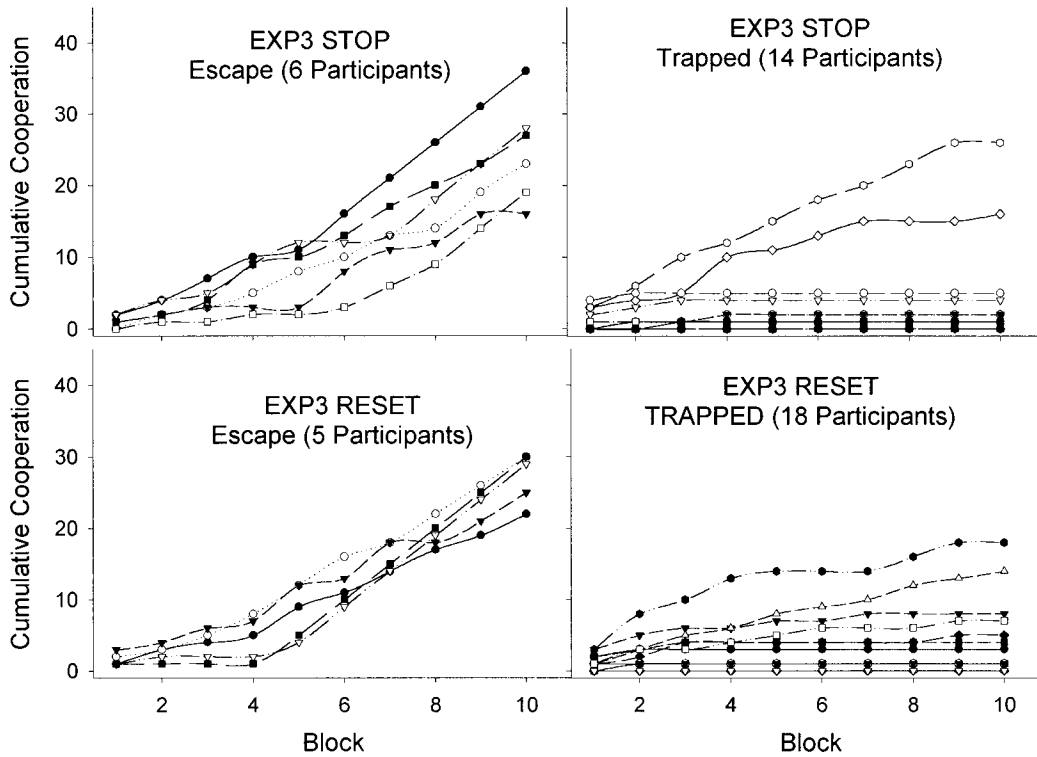 EXP3 STOP
Escape (6 Participants)
EXP3 STOP
Trapped (14 Participants)
Cumulative Cooperation
40
30
20
10
0
EXP3 RESET
Escape (5 Participants)
EXP3 RESET
TRAPPED (18 Participants)
Cumulative Cooperation
40
30
20
10
0
2 4 6 8 10
2 4 6 8 10
Block
Block